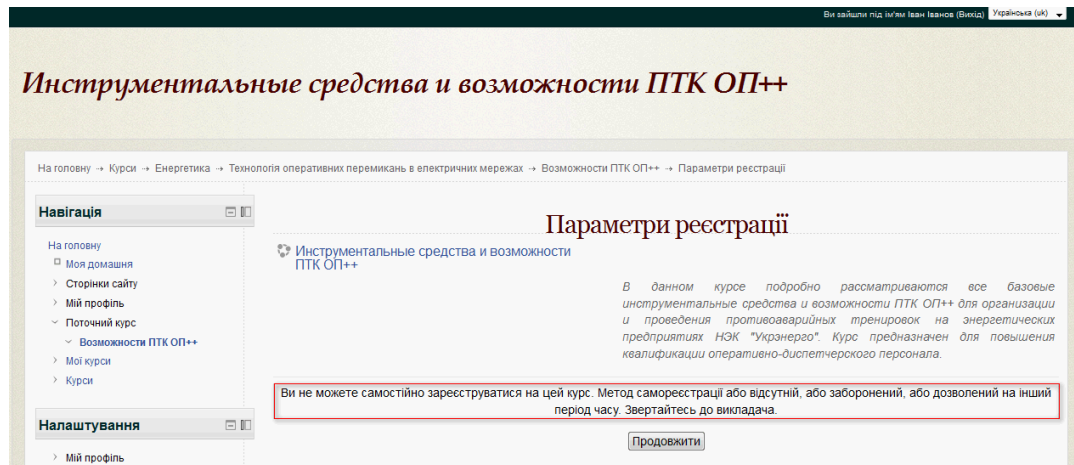 Ви зайшли під ім'ям Іван Іванов (Вихід) Українська (uk)
Инструментальные средства и возможности ПТК ОП++
На головну → Курси → Енергетика → Технологія оперативних перемикань в електричних мережах → Возможности ПТК ОП++ → Параметри реєстрації
Навігація
На головну
Моя домашня
Сторінки сайту
Мій профіль
Поточний курс
Возможности ПТК ОП++
Мої курси
Курси
Налаштування
Мій профіль
Параметри реєстрації
Инструментальные средства и возможности
ПТК ОП++
В данном курсе подробно рассматриваются все базовые
инструментальные средства и возможности ПТК ОП++ для организации
и проведения противоаварийных тренировок на энергетических
предприятиях НЭК "Укрэнерго". Курс предназначен для повышения
квалификации оперативно-диспетчерского персонала.
Ви не можете самостійно зареєструватися на цей курс. Метод самореєстрації або відсутній, або заборонений, або дозволений на інший
період часу. Звертайтесь до викладача.
Продовжити